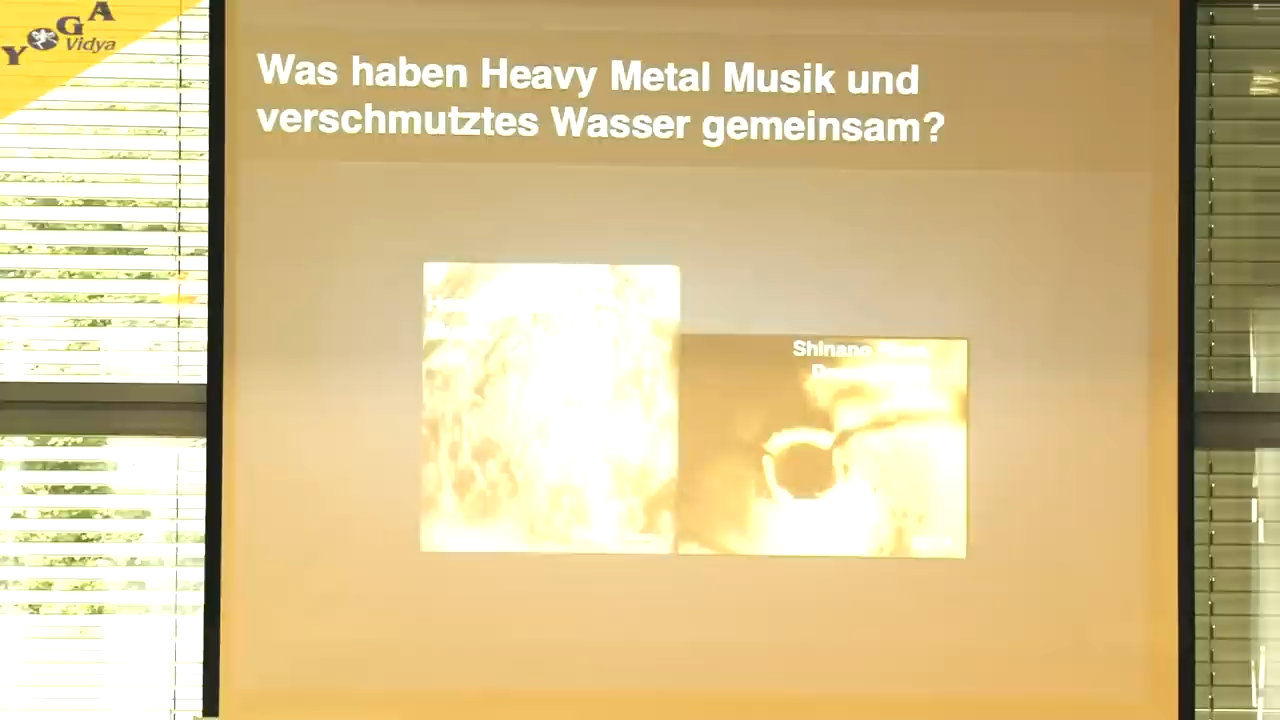 YOGA
Vidya
Was haben Heavy Metal Musik und
verschmutztes Wasser gemeinsam?
Shinano